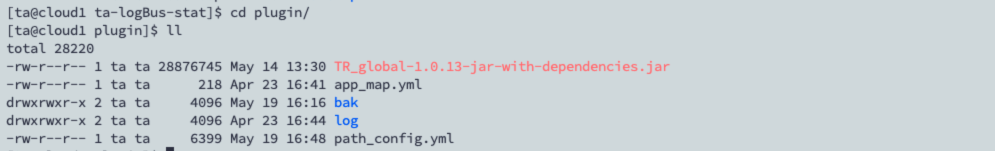 [ta@cloud1 ta-logBus-stat]$ cd plugin/
[ta@cloud1 plugin]$ ll
total 28220
-rw-r--r-- 1 ta ta 28876745 May 14 13:30 TR_global-1.0.13-jar-with-dependencies.jar
-rw-r--r-- 1 ta ta      218 Apr 23 16:41 app_map.yml
drwxrwxr-x 2 ta ta     4096 May 19 16:16 bak
drwxrwxr-x 2 ta ta     4096 Apr 23 16:44 log
-rw-r--r-- 1 ta ta     6399 May 19 16:48 path_config.yml